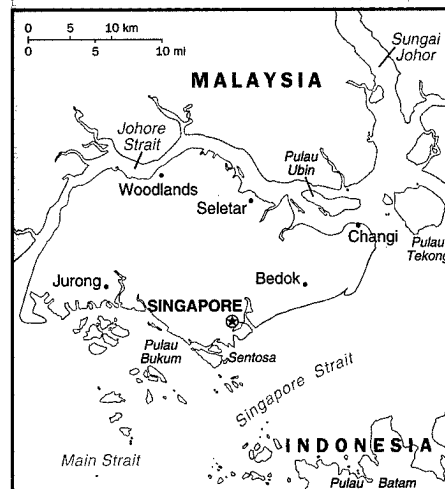 0 5 10 km
0 5 10 mi
Sungai
Johor
MALAYSIA
Johore
Strait
Pulau
Ubin
Woodlands
Seletar
Changi
Pulau
Tekong
Jurong
Bedok
SINGAPORE
Pulau
Bukum
Sentosa
Singapore Strait
INDONESIA
Main Strait
Pulau Batam